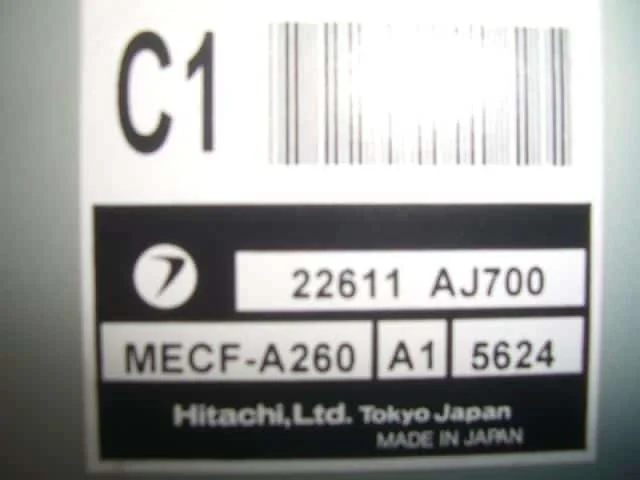 C1
22611 AJ700
MECF-A260 A1 5624
Hitachi,Ltd. Tokyo Japan
MADE IN JAPAN